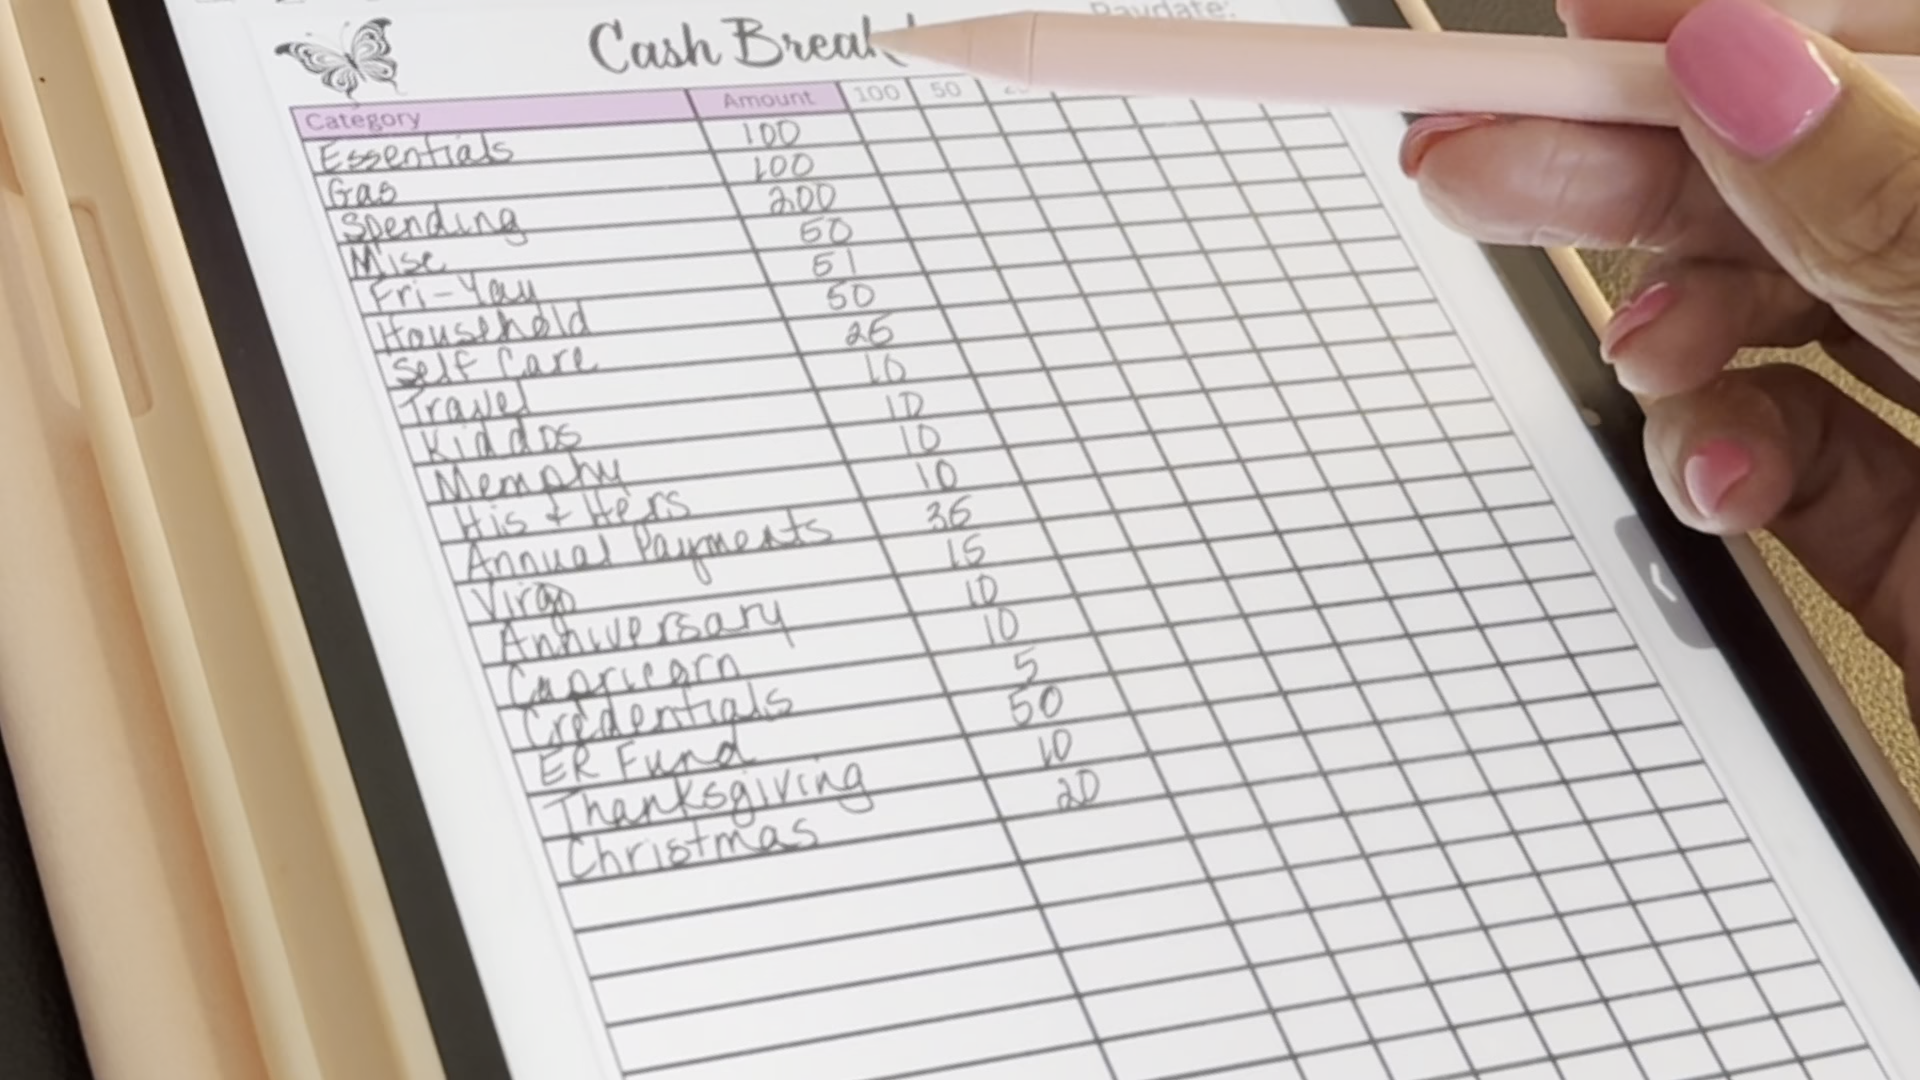 Paydate:
Cash Break
Category Amount 100 50
Essentials 100
Gas 100
Spending 200
Misc 50
Fri-Yay 51
Household 50
Self Care 25
Travel 10
Kiddos 10
Memphy 10
His + Hers 10
Annual Payments 35
Virgo 15
Anniversary 10
Capricorn 10
Credentials 5
ER Fund 50
Thanksgiving 10
Christmas 20